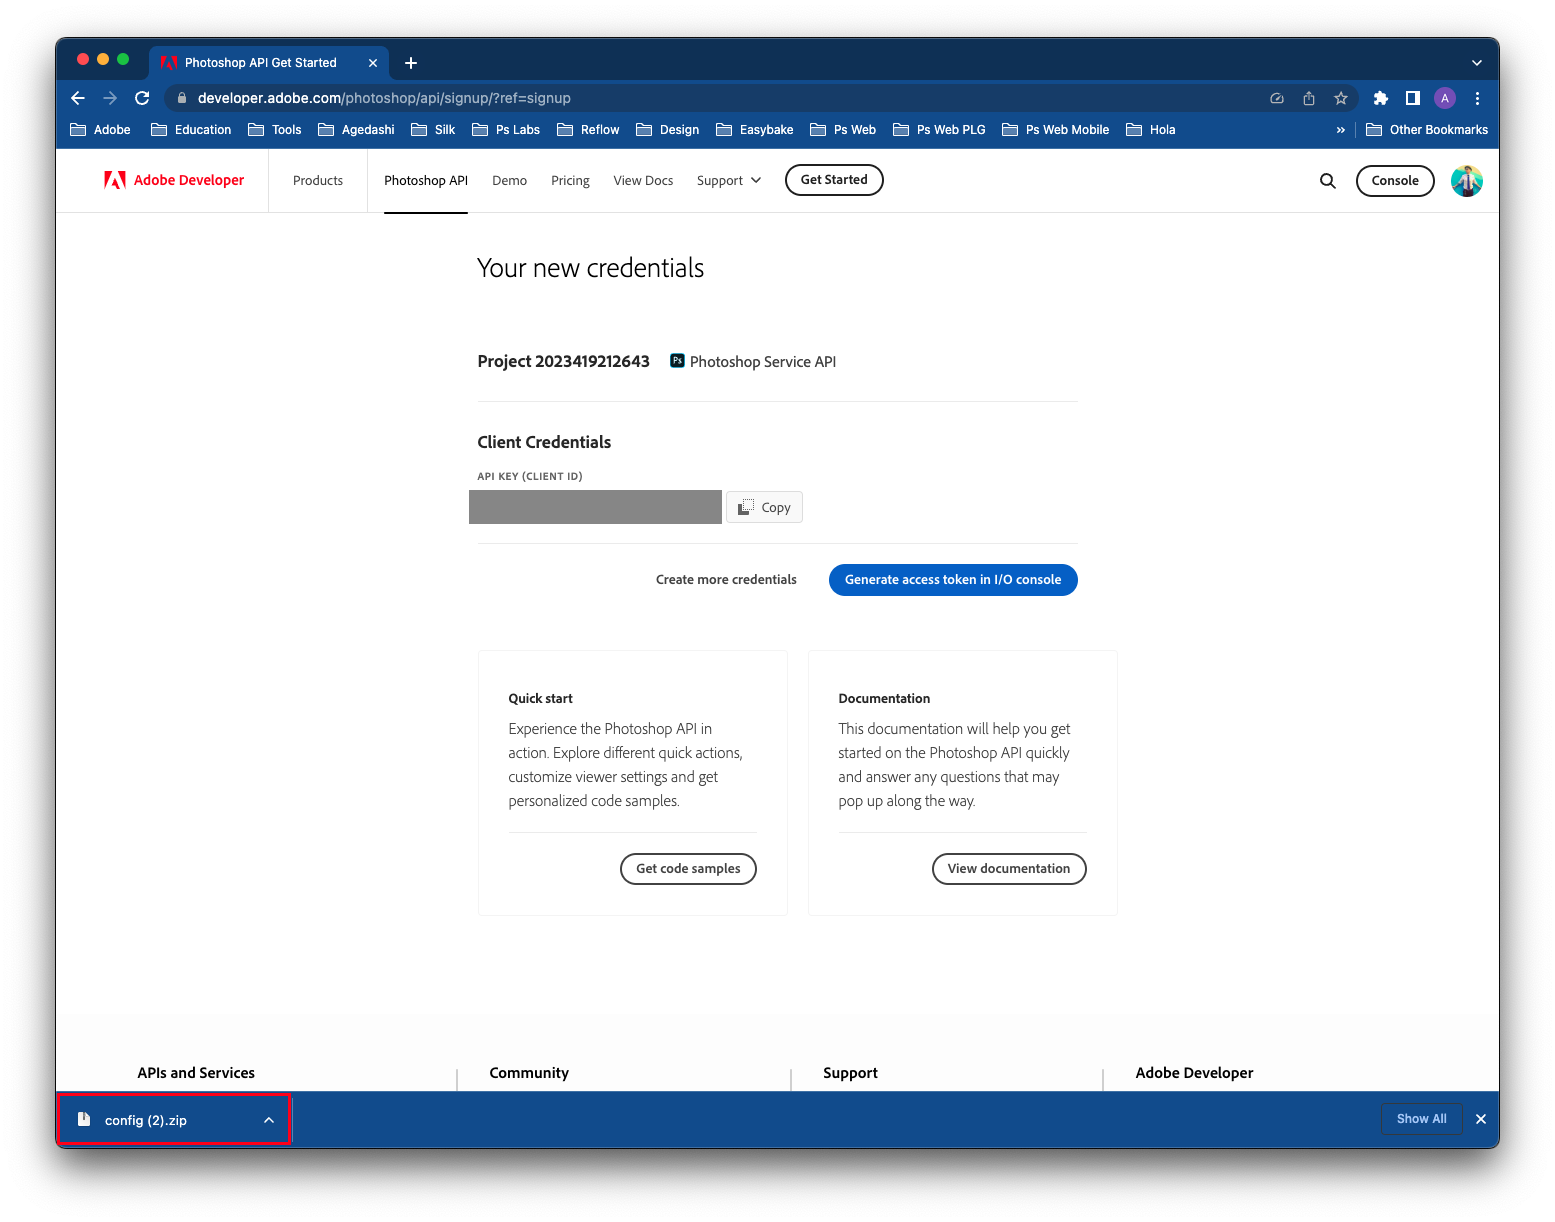 Photoshop API Get Started
developer.adobe.com/photoshop/api/signup/?ref=signup
A
Adobe Education Tools Agedashi Silk Ps Labs Reflow Design Easybake Ps Web Ps Web PLG Ps Web Mobile Hola » Other Bookmarks
Adobe Developer Products Photoshop API Demo Pricing View Docs Support Get Started Console
Your new credentials
Project 2023419212643 Ps Photoshop Service API
Client Credentials
API KEY (CLIENT ID)
Copy
Create more credentials Generate access token in I/O console
Quick start
Experience the Photoshop API in
action. Explore different quick actions,
customize viewer settings and get
personalized code samples.
Get code samples
Documentation
This documentation will help you get
started on the Photoshop API quickly
and answer any questions that may
pop up along the way.
View documentation
APIs and Services Community Support Adobe Developer
config (2).zip Show All